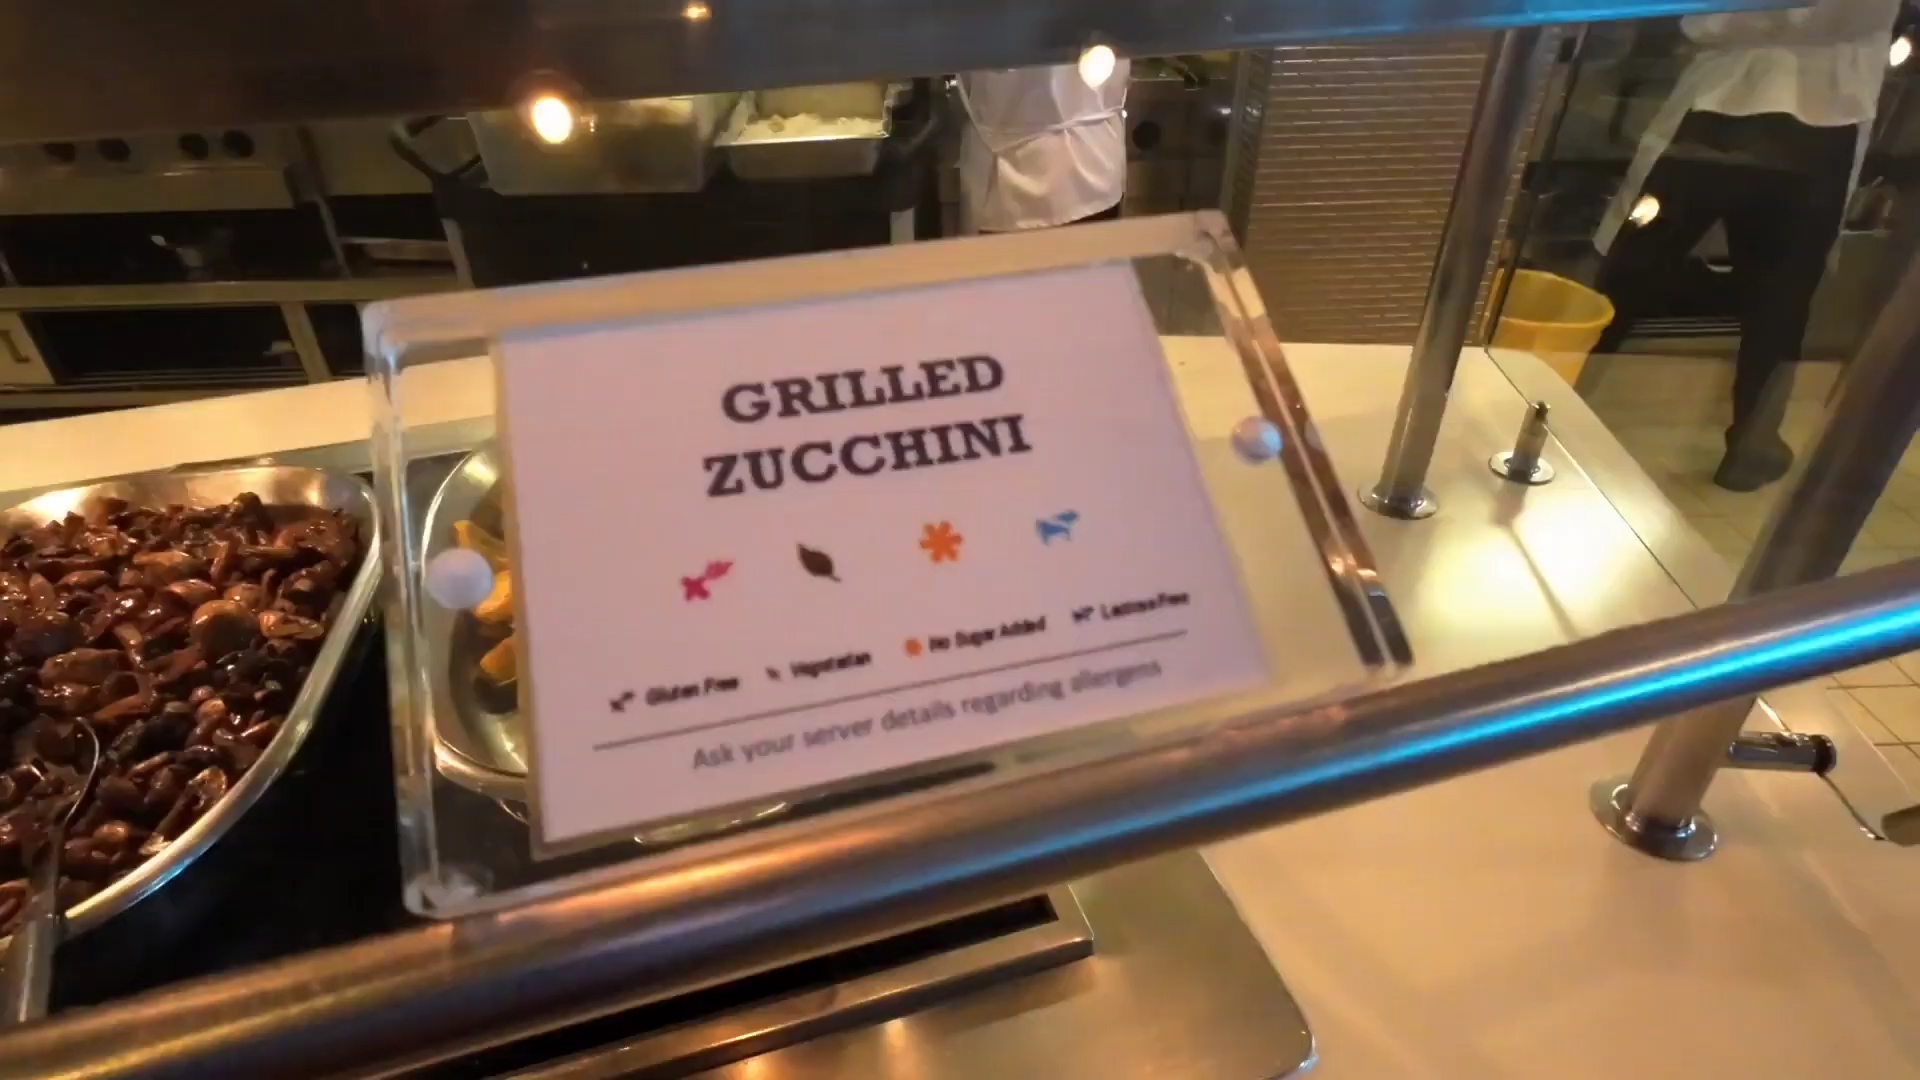 GRILLED
ZUCCHINI
Gluten Free Vegetarian No Sugar Added Lactose Free
Ask your server details regarding allergens